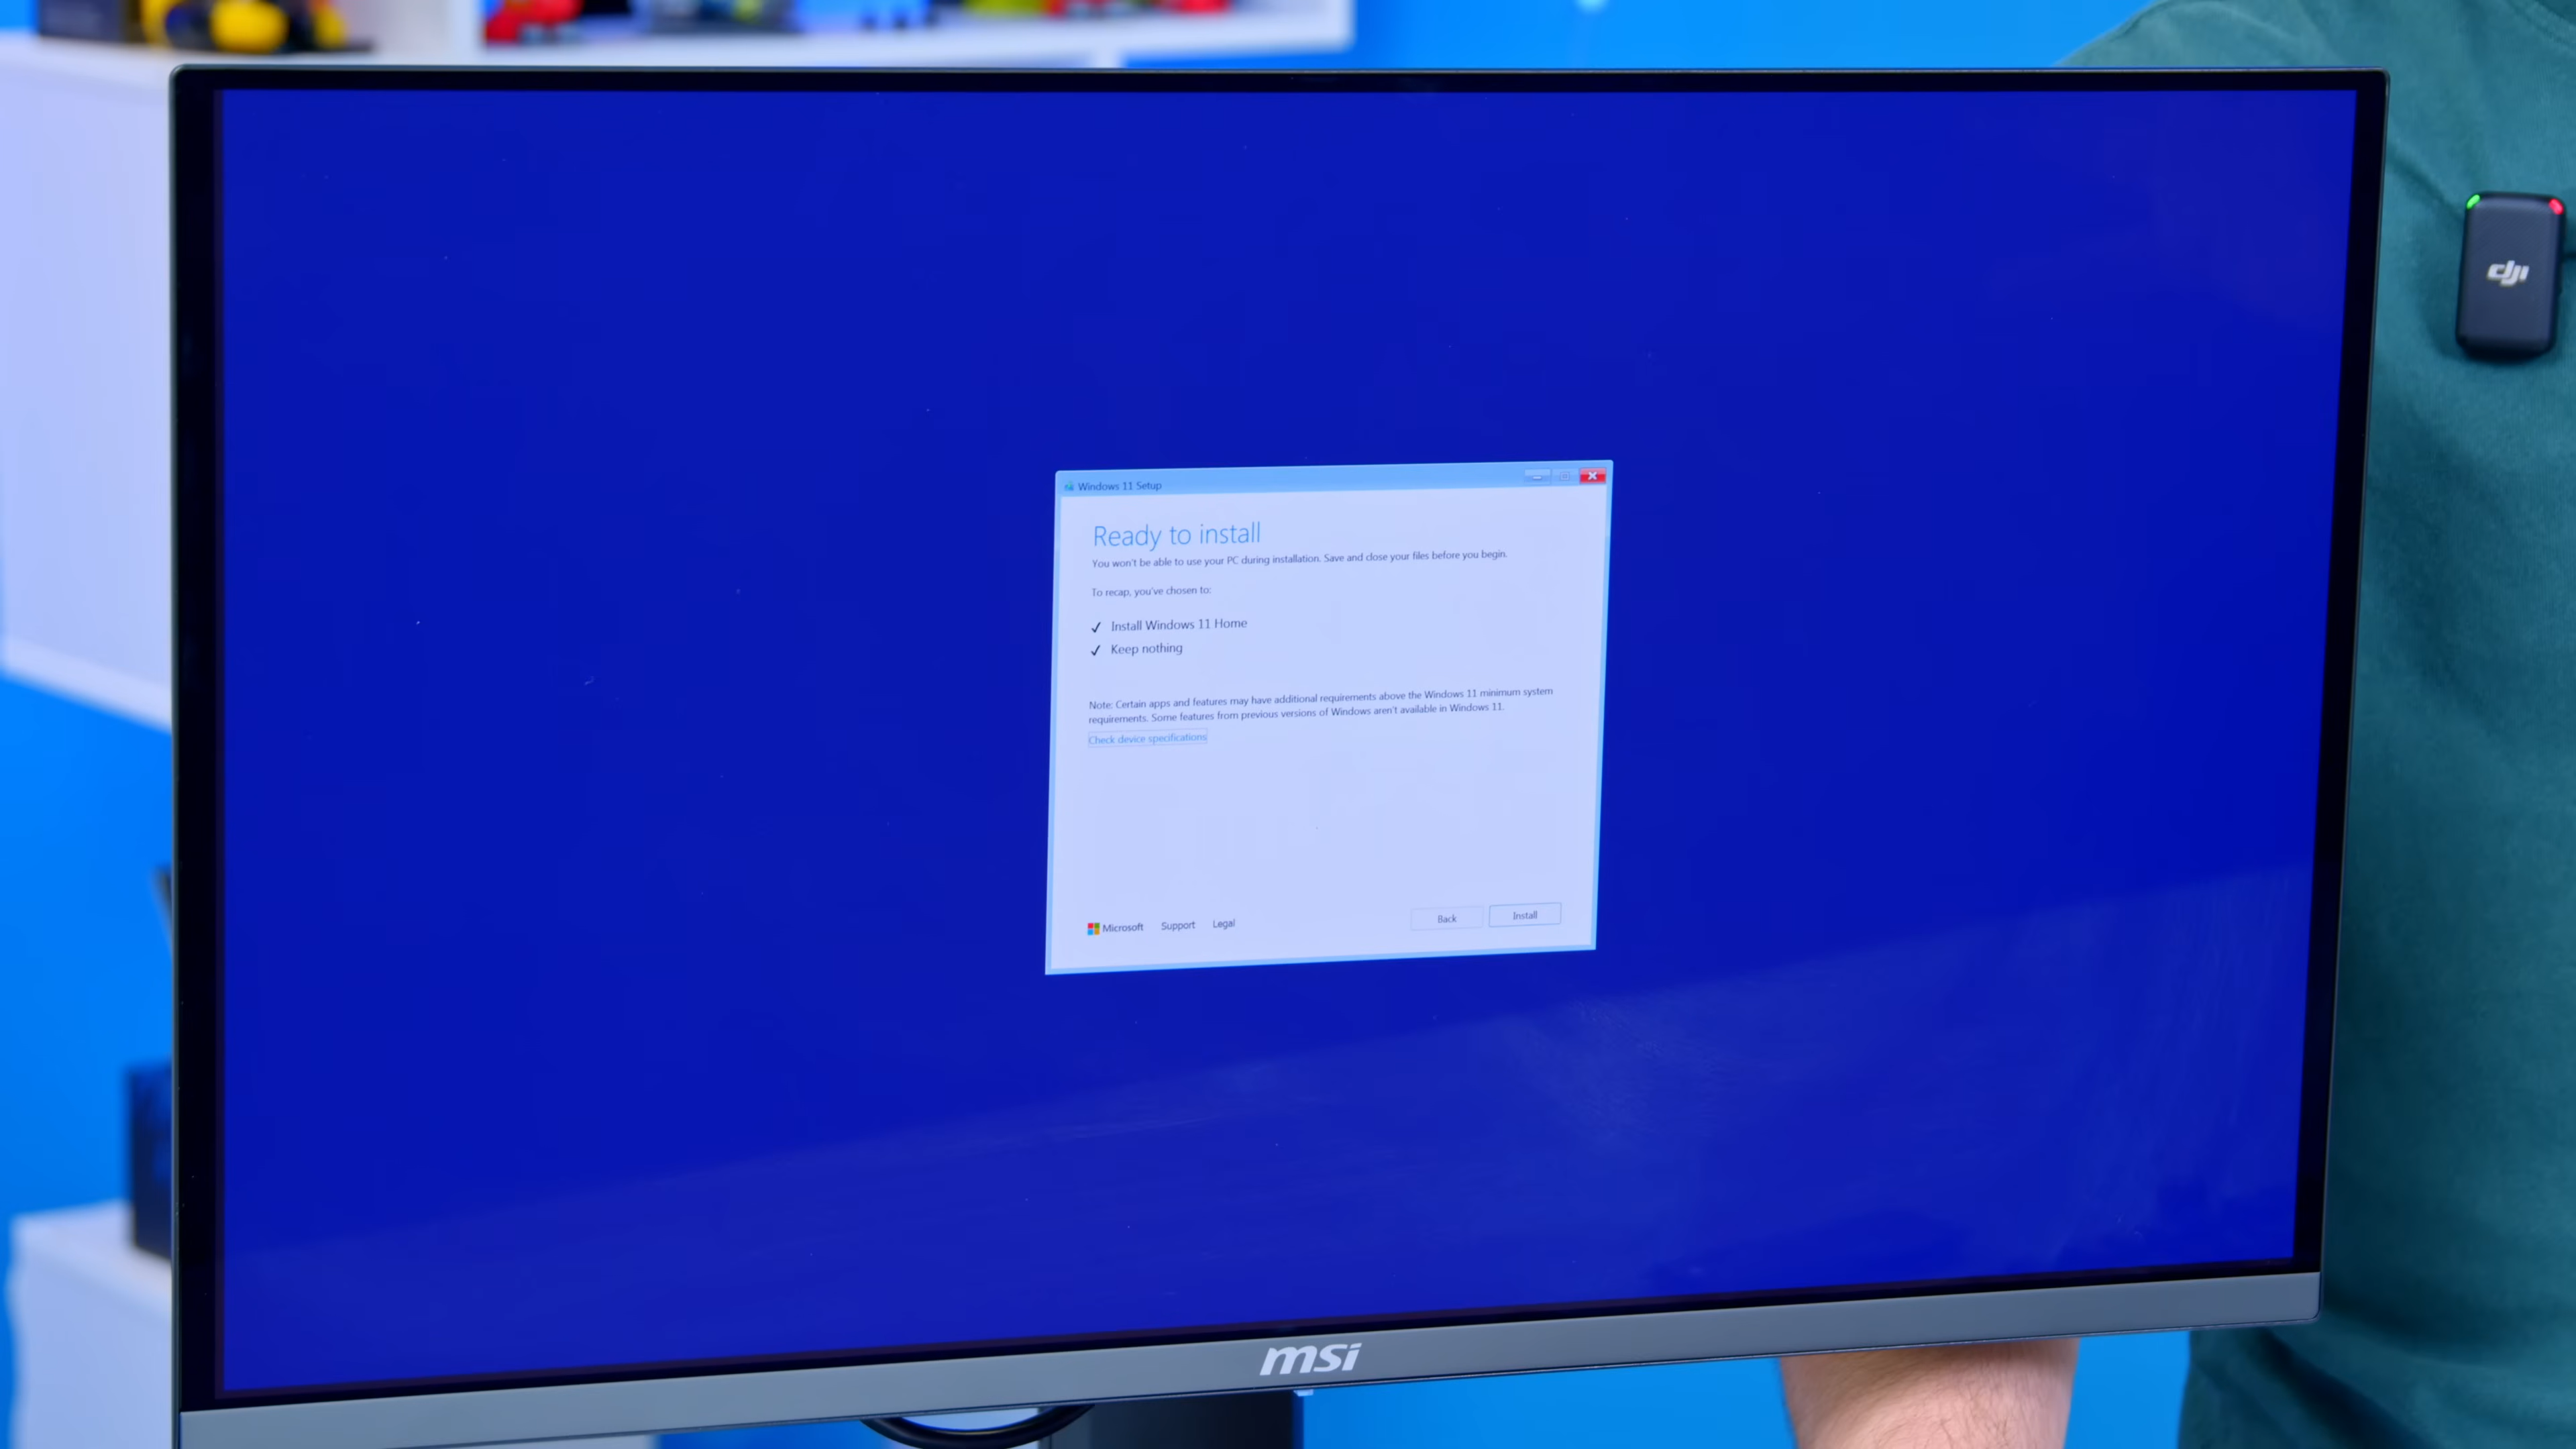 dji
Windows 11 Setup
Ready to install
You won't be able to use your PC during installation. Save and close your files before you begin.
To recap, you've chosen to:
✓ Install Windows 11 Home
✓ Keep nothing
Note: Certain apps and features may have additional requirements above the Windows 11 minimum system
requirements. Some features from previous versions of Windows aren't available in Windows 11.
Check device specifications
Microsoft Support Legal
Back Install
msi